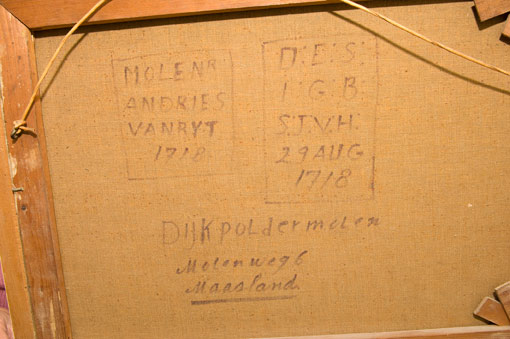 MOLENR
ANDRIES
VANRYT
1718
D:E:S:
I:G:B:
S:J.V.H:
29 AUG
1718
DIJKpoldermolen
Molenweg 6
Maasland